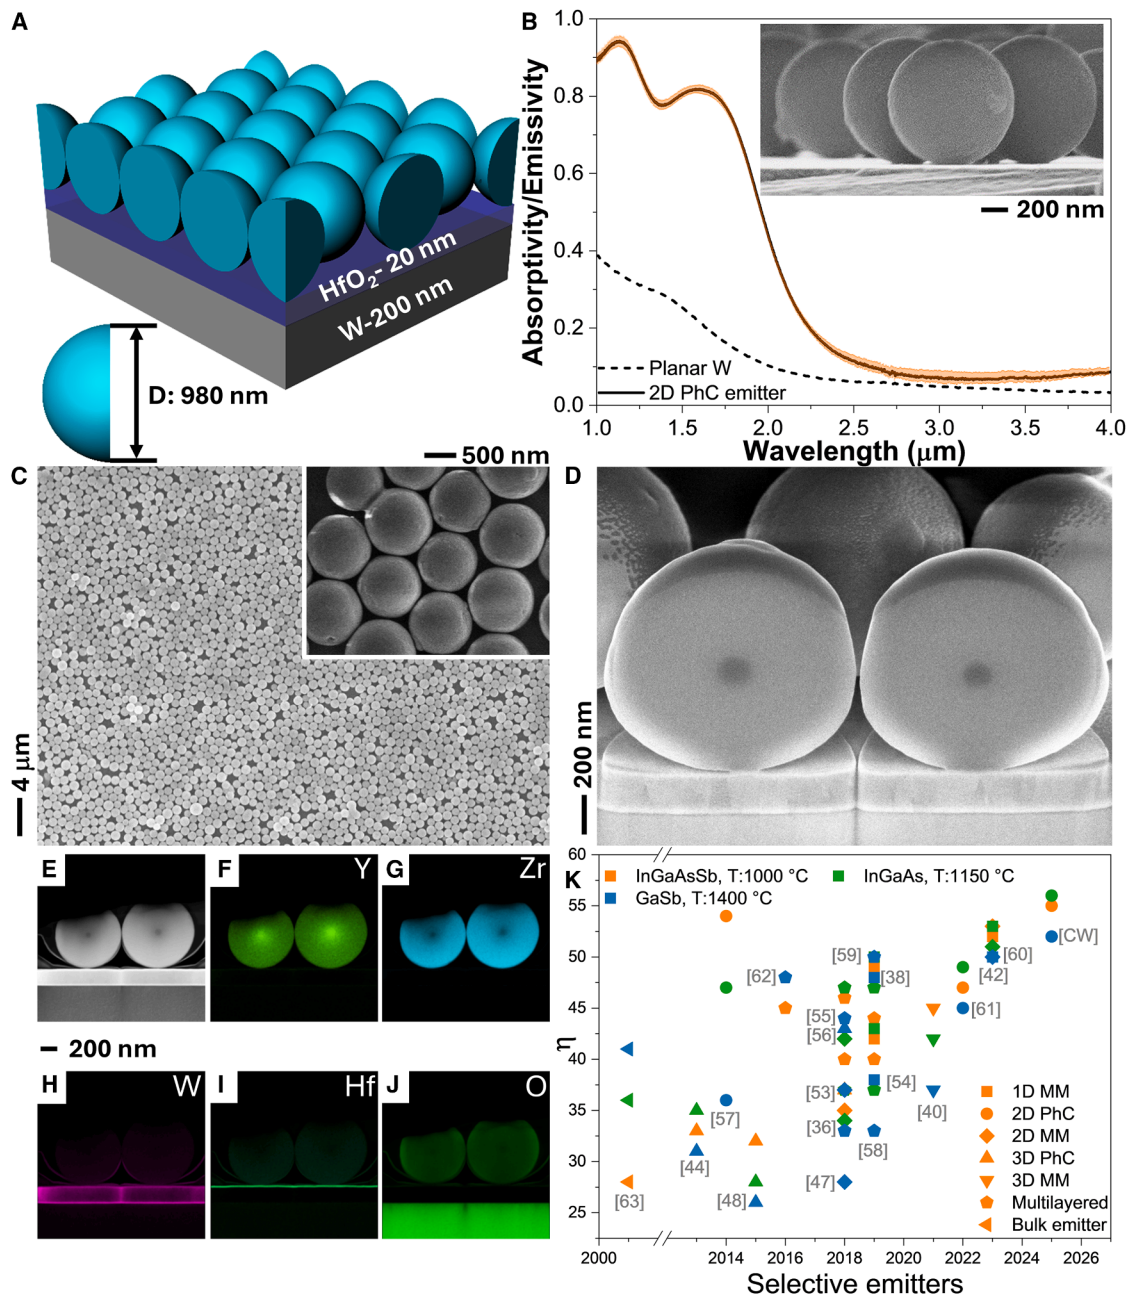 A
HfO2- 20 nm
W-200 nm
D: 980 nm
B
1.0
0.8
0.6
0.4
0.2
0.0
Absorptivity/Emissivity
200 nm
Planar W
2D PhC emitter
1.0 1.5 2.0 2.5 3.0 3.5 4.0
Wavelength (μm)
C
500 nm
4 μm
D
200 nm
E
F Y
G Zr
200 nm
H W
I Hf
J O
K
60
55
50
45
40
35
30
25
η
InGaAsSb, T:1000 °C
InGaAs, T:1150 °C
GaSb, T:1400 °C
[CW]
[59]
[60]
[62]
[38]
[42]
[55]
[61]
[56]
[53]
[54]
[57]
[40]
[36]
[44]
[58]
[63]
[48]
[47]
1D MM
2D PhC
2D MM
3D PhC
3D MM
Multilayered
Bulk emitter
2000 2014 2016 2018 2020 2022 2024 2026
Selective emitters